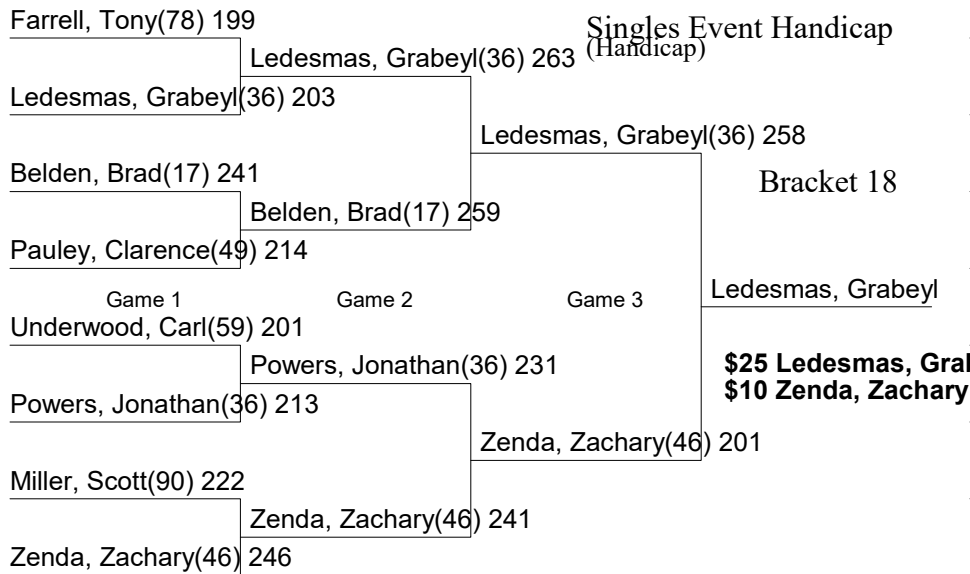 Farrell, Tony(78) 199
Singles Event Handicap
(Handicap)
Ledesmas, Grabeyl(36) 263
Ledesmas, Grabeyl(36) 203
Ledesmas, Grabeyl(36) 258
Belden, Brad(17) 241
Bracket 18
Belden, Brad(17) 259
Pauley, Clarence(49) 214
Game 1
Game 2
Game 3
Ledesmas, Grabeyl
Underwood, Carl(59) 201
Powers, Jonathan(36) 231
$25 Ledesmas, Gra
$10 Zenda, Zachary
Powers, Jonathan(36) 213
Zenda, Zachary(46) 201
Miller, Scott(90) 222
Zenda, Zachary(46) 241
Zenda, Zachary(46) 246